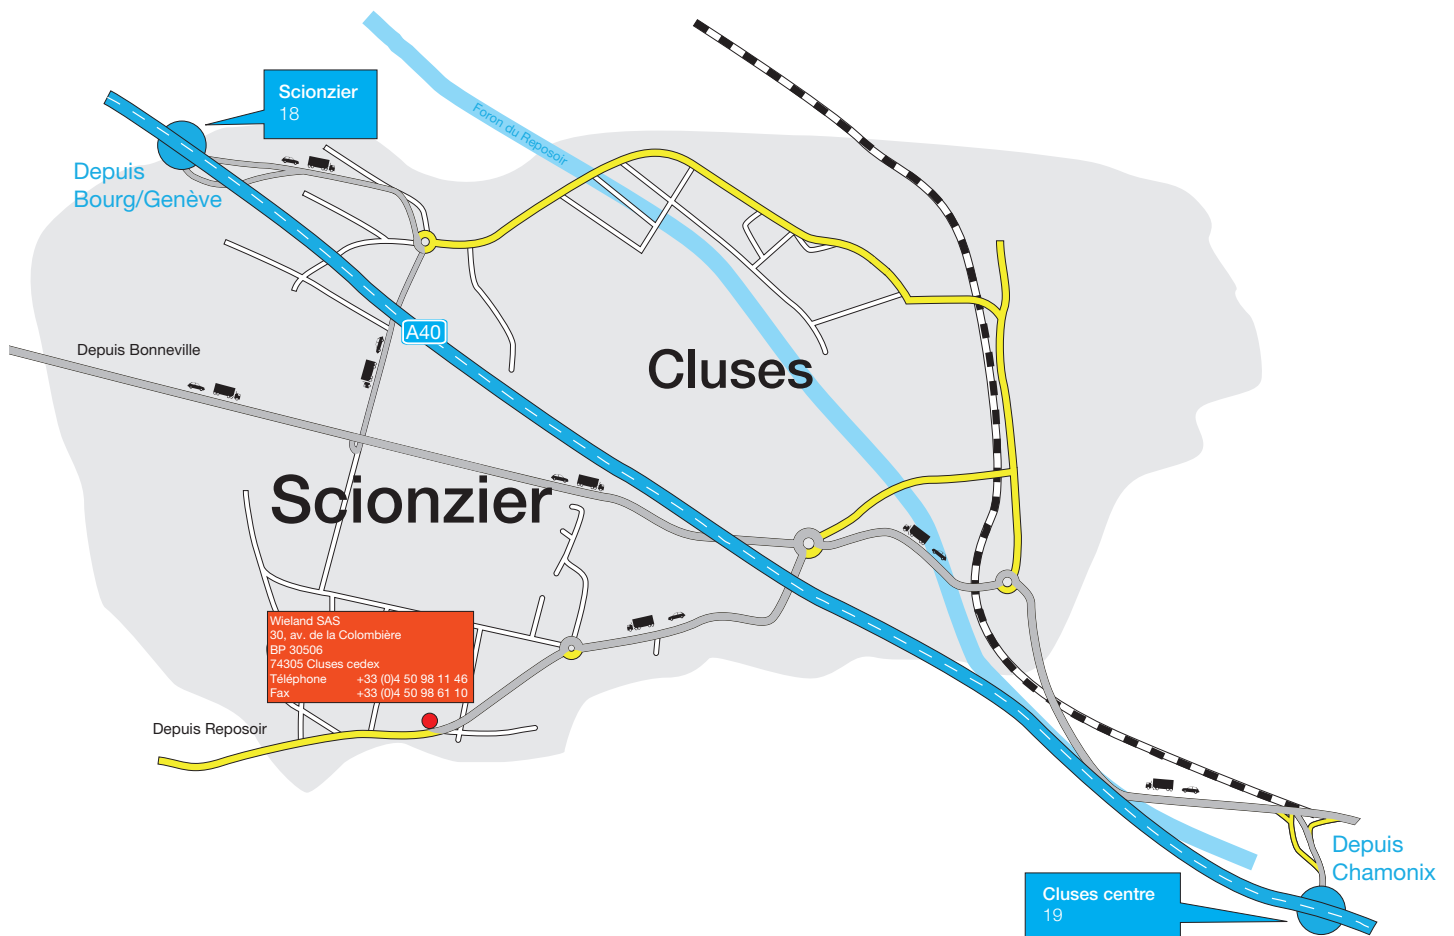 Scionzier
18
Foron du Reposoir
Depuis
Bourg/Genève
A40
Depuis Bonneville
Cluses
Scionzier
Wieland SAS
30, av. de la Colombière
BP 30506
74305 Cluses cedex
Téléphone +33 (0)4 50 98 11 46
Fax +33 (0)4 50 98 61 10
Depuis Reposoir
Depuis
Chamonix
Cluses centre
19